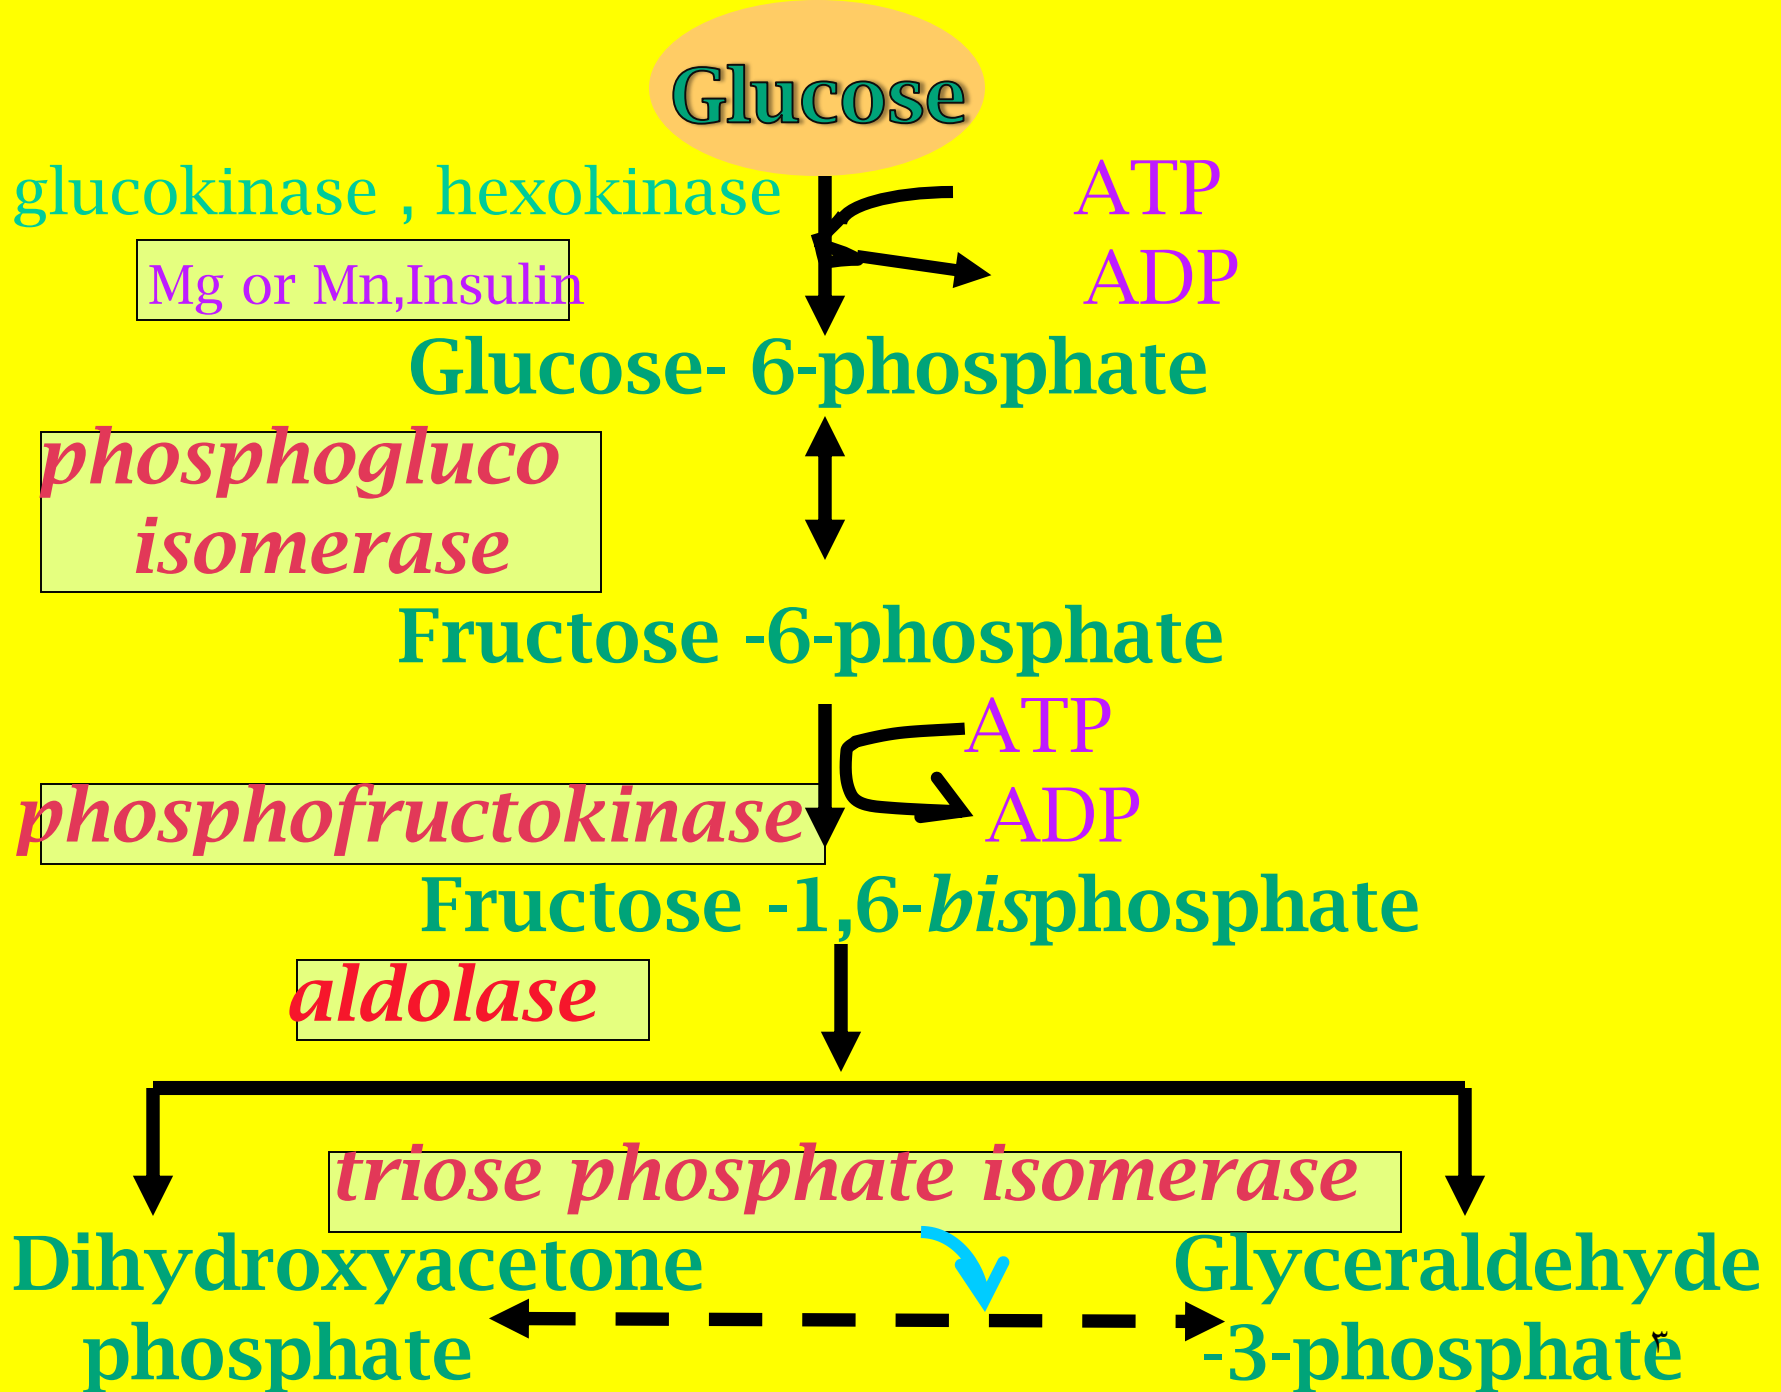 Glucose
glucokinase , hexokinase
ATP
Mg or Mn,Insulin
ADP
Glucose- 6-phosphate
phosphogluco
isomerase
Fructose -6-phosphate
ATP
phosphofructokinase
ADP
Fructose -1,6-bisphosphate
aldolase
triose phosphate isomerase
Dihydroxyacetone
phosphate
Glyceraldehyde
-3-phosphate
٣